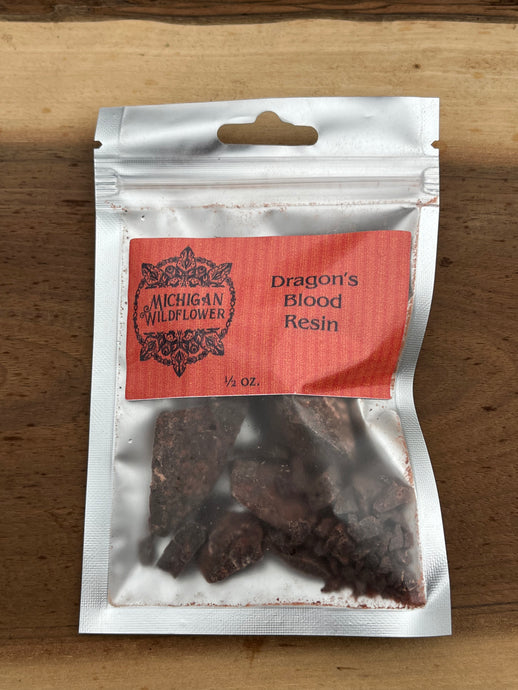 MICHIGAN
WILDFLOWER
Dragon's
Blood
Resin
½ oz.